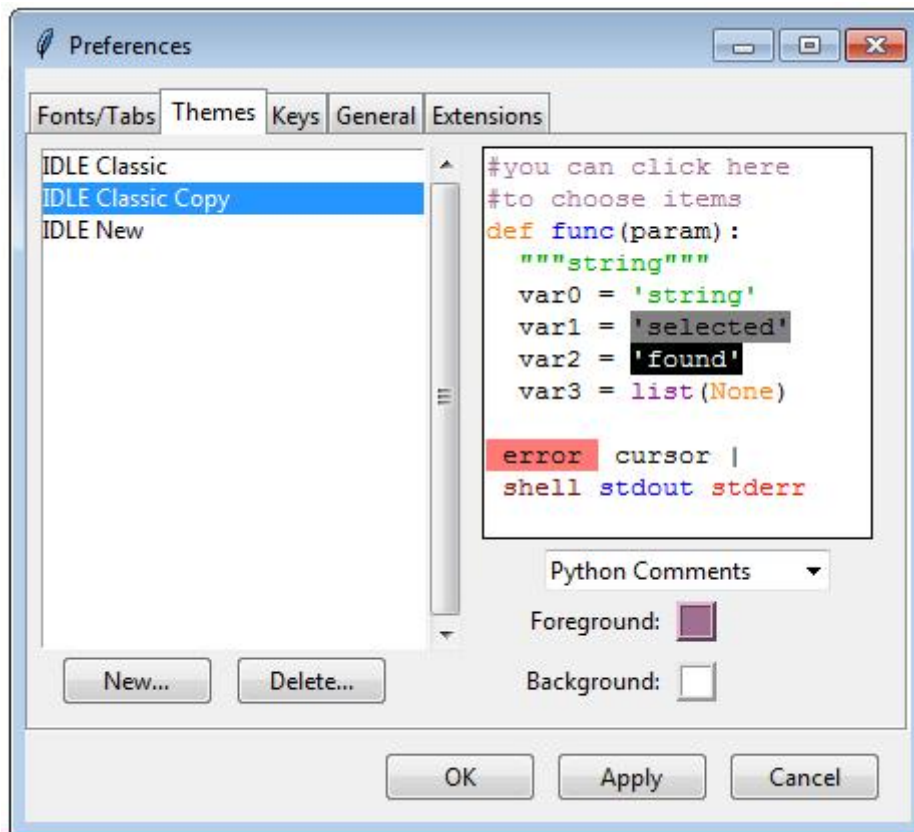 Preferences
Fonts/Tabs Themes Keys General Extensions
IDLE Classic
IDLE Classic Copy
IDLE New
#you can click here
#to choose items
def func(param):
  """string"""
  var0 = 'string'
  var1 = 'selected'
  var2 = 'found'
  var3 = list(None)
 error  cursor |
 shell stdout stderr
Python Comments
Foreground:
Background:
New... Delete...
OK Apply Cancel